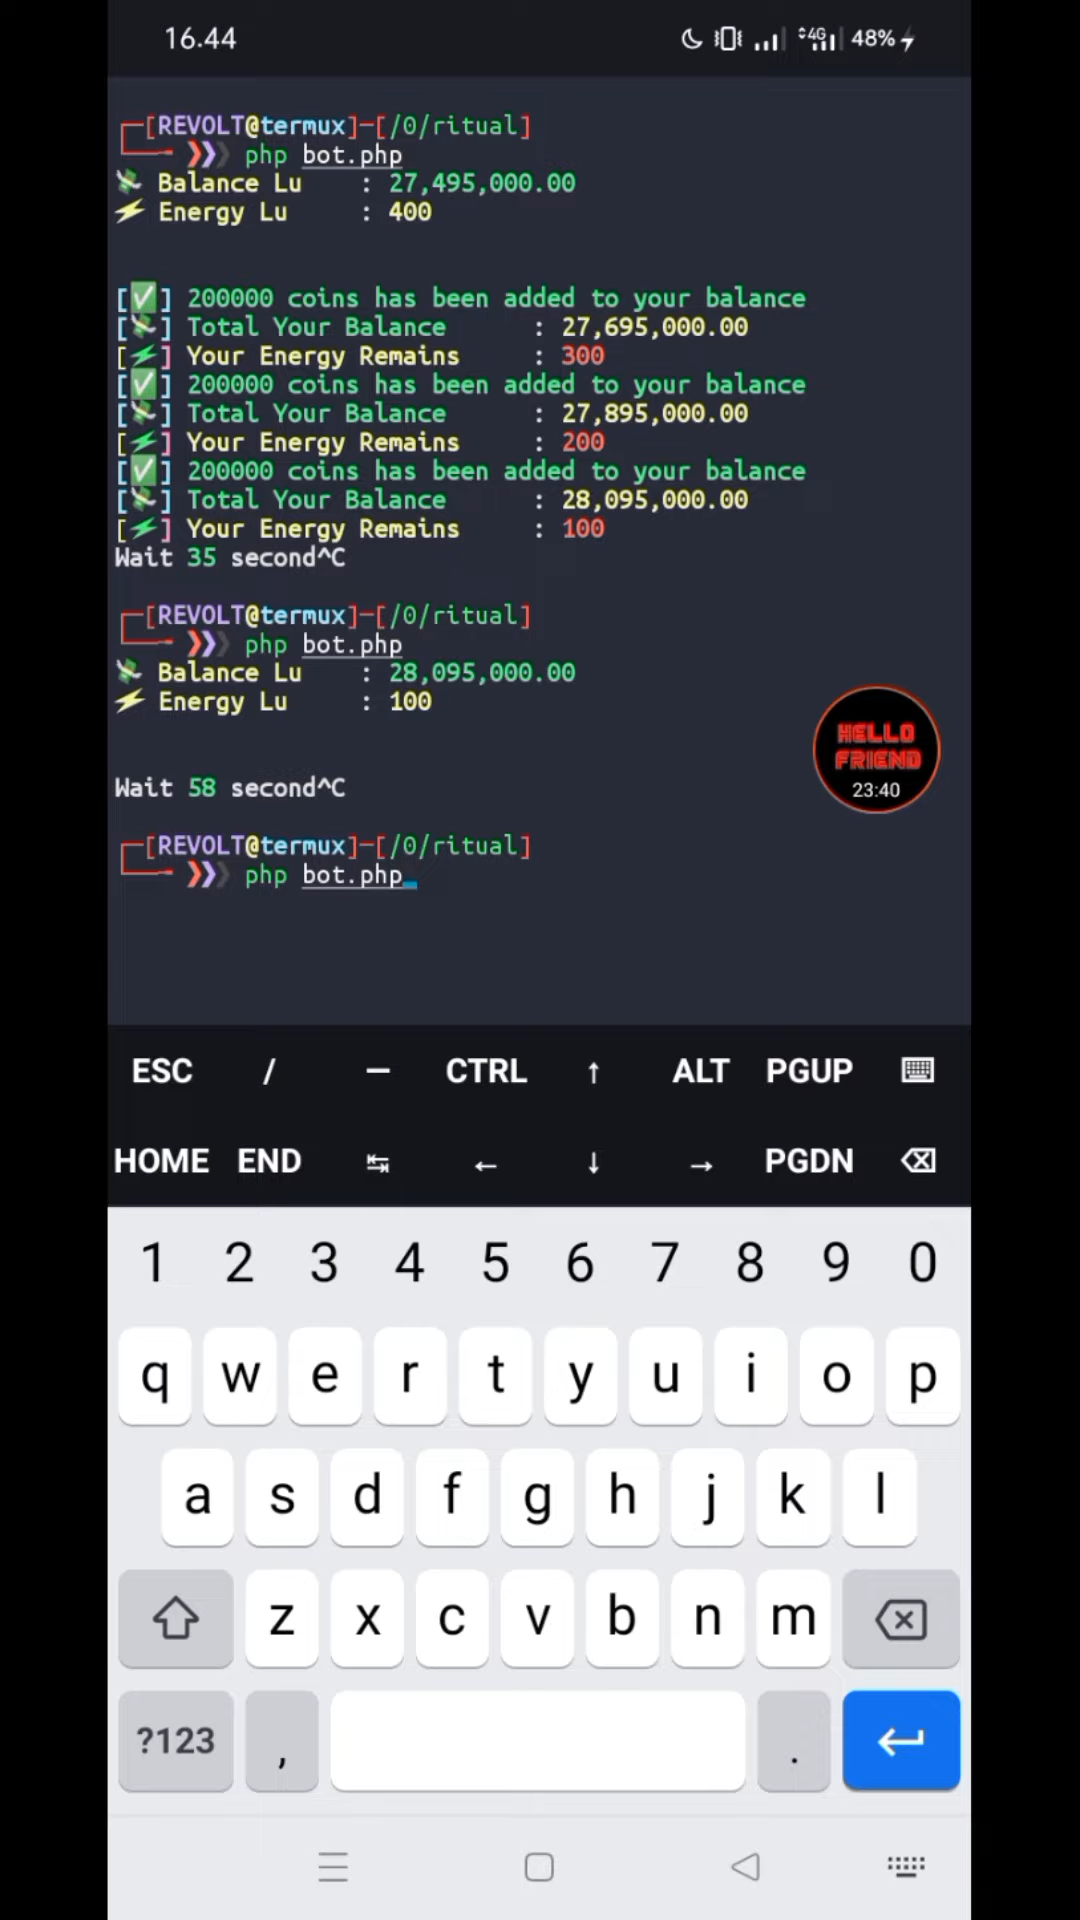 16.44
4G 48%
[REVOLT@termux]-[/0/ritual]
php bot.php
Balance Lu : 27,495,000.00
Energy Lu : 400
[✅] 200000 coins has been added to your balance
[💸] Total Your Balance : 27,695,000.00
[⚡] Your Energy Remains : 300
[✅] 200000 coins has been added to your balance
[💸] Total Your Balance : 27,895,000.00
[⚡] Your Energy Remains : 200
[✅] 200000 coins has been added to your balance
[💸] Total Your Balance : 28,095,000.00
[⚡] Your Energy Remains : 100
Wait 35 second^C
[REVOLT@termux]-[/0/ritual]
php bot.php
Balance Lu : 28,095,000.00
Energy Lu : 100
HELLO
FRIEND
23:40
Wait 58 second^C
[REVOLT@termux]-[/0/ritual]
php bot.php
ESC / — CTRL ↑ ALT PGUP
HOME END ↹ ← ↓ → PGDN ⌫
1 2 3 4 5 6 7 8 9 0
q w e r t y u i o p
a s d f g h j k l
z x c v b n m
?123 , .